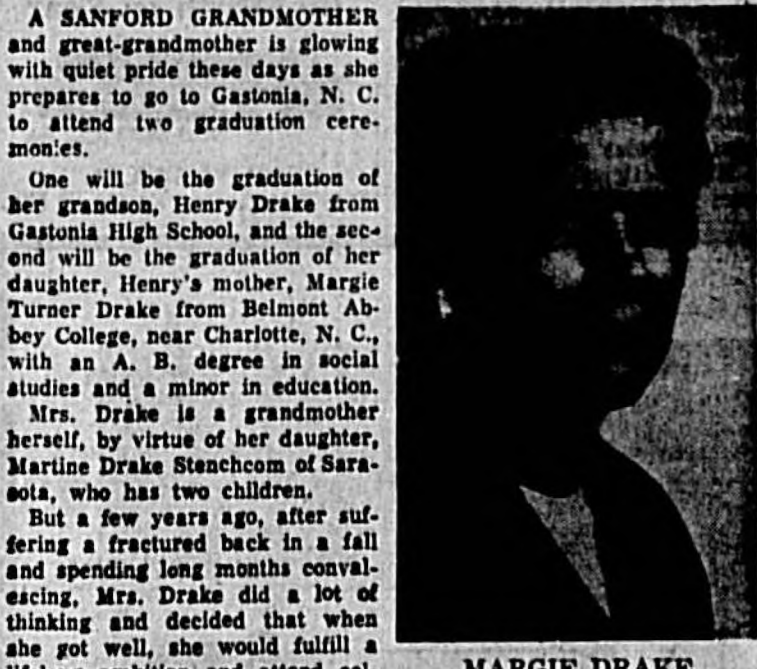 A SANFORD GRANDMOTHER
and great-grandmother is glowing
with quiet pride these days as she
prepares to go to Gastonia, N. C.
to attend two graduation cere-
monies.
One will be the graduation of
her grandson, Henry Drake from
Gastonia High School, and the sec-
ond will be the graduation of her
daughter, Henry's mother, Margie
Turner Drake from Belmont Ab-
bey College, near Charlotte, N. C.,
with an A. B. degree in social
studies and a minor in education.
Mrs. Drake is a grandmother
herself, by virtue of her daughter,
Martine Drake Stenchcom of Sara-
sota, who has two children.
But a few years ago, after suf-
fering a fractured back in a fall
and spending long months conval-
escing, Mrs. Drake did a lot of
thinking and decided that when
she got well, she would fulfill a
ambition and attend col-
MARGIE DRAKE